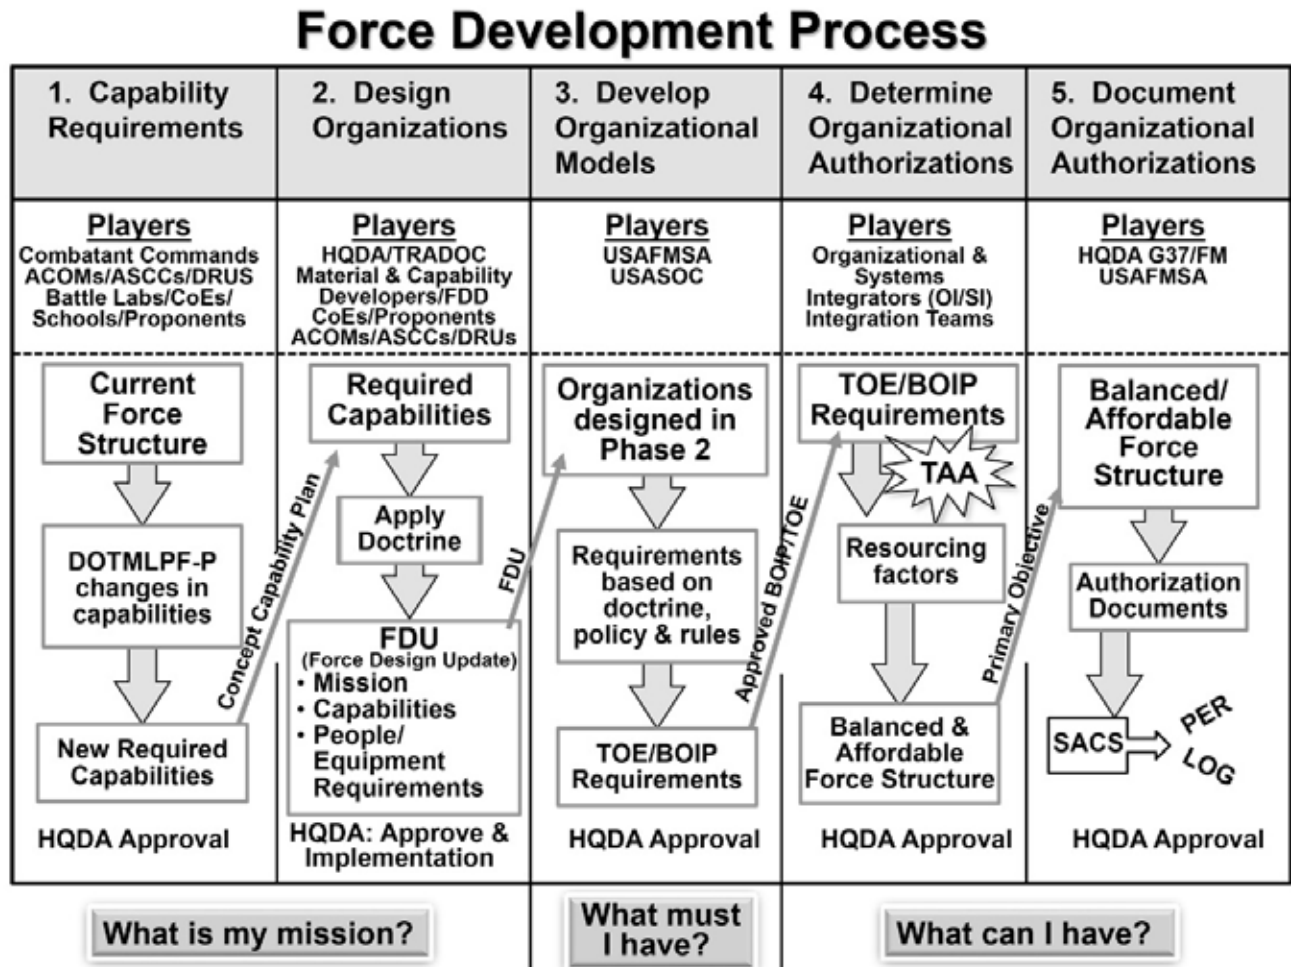 Force Development Process
1. Capability
Requirements
2. Design
Organizations
3. Develop
Organizational
Models
4. Determine
Organizational
Authorizations
5. Document
Organizational
Authorizations
Players
Combatant Commands
ACOMs/ASCCs/DRUS
Battle Labs/CoEs/
Schools/Proponents
Players
HQDA/TRADOC
Material & Capability
Developers/FDD
CoEs/Proponents
ACOMs/ASCCs/DRUs
Players
USAFMSA
USASOC
Players
Organizational &
Systems
Integrators (OI/SI)
Integration Teams
Players
HQDA G37/FM
USAFMSA
Current
Force
Structure
DOTMLPF-P
changes in
capabilities
New Required
Capabilities
HQDA Approval
Concept Capability Plan
Required
Capabilities
Apply
Doctrine
FDU
(Force Design Update)
• Mission
• Capabilities
• People/
Equipment
Requirements
HQDA: Approve &
Implementation
FDU
Organizations
designed in
Phase 2
Requirements
based on
doctrine,
policy & rules
TOE/BOIP
Requirements
HQDA Approval
Approved BOIP/TOE
TOE/BOIP
Requirements
TAA
Resourcing
factors
Balanced &
Affordable
Force Structure
HQDA Approval
Primary Objective
Balanced/
Affordable
Force
Structure
Authorization
Documents
SACS
PER
LOG
HQDA Approval
What is my mission?
What must
I have?
What can I have?